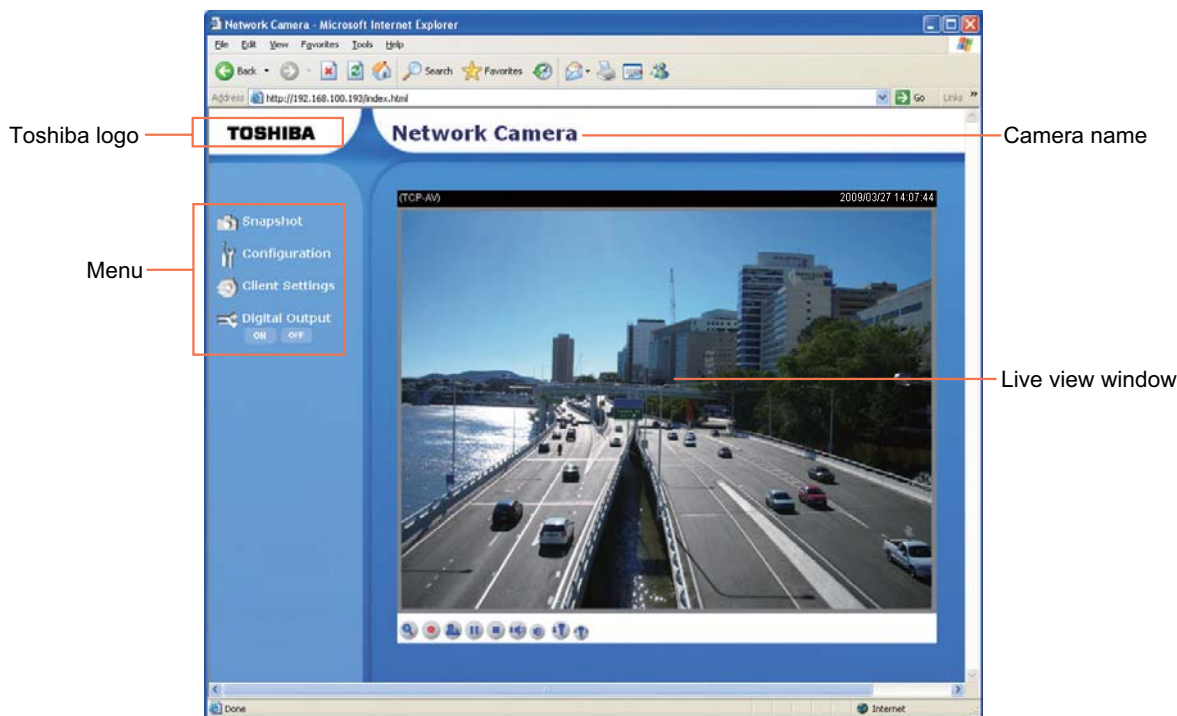 Network Camera - Microsoft Internet Explorer
File Edit View Favorites Tools Help
Back Search Favorites
Address http://192.168.100.193/index.html Go Links »
Toshiba logo
TOSHIBA
Network Camera
Camera name
(TCP-AV) 2009/03/27 14:07:44
Menu
Snapshot
Configuration
Client Settings
Digital Output
ON OFF
Live view window
Done Internet